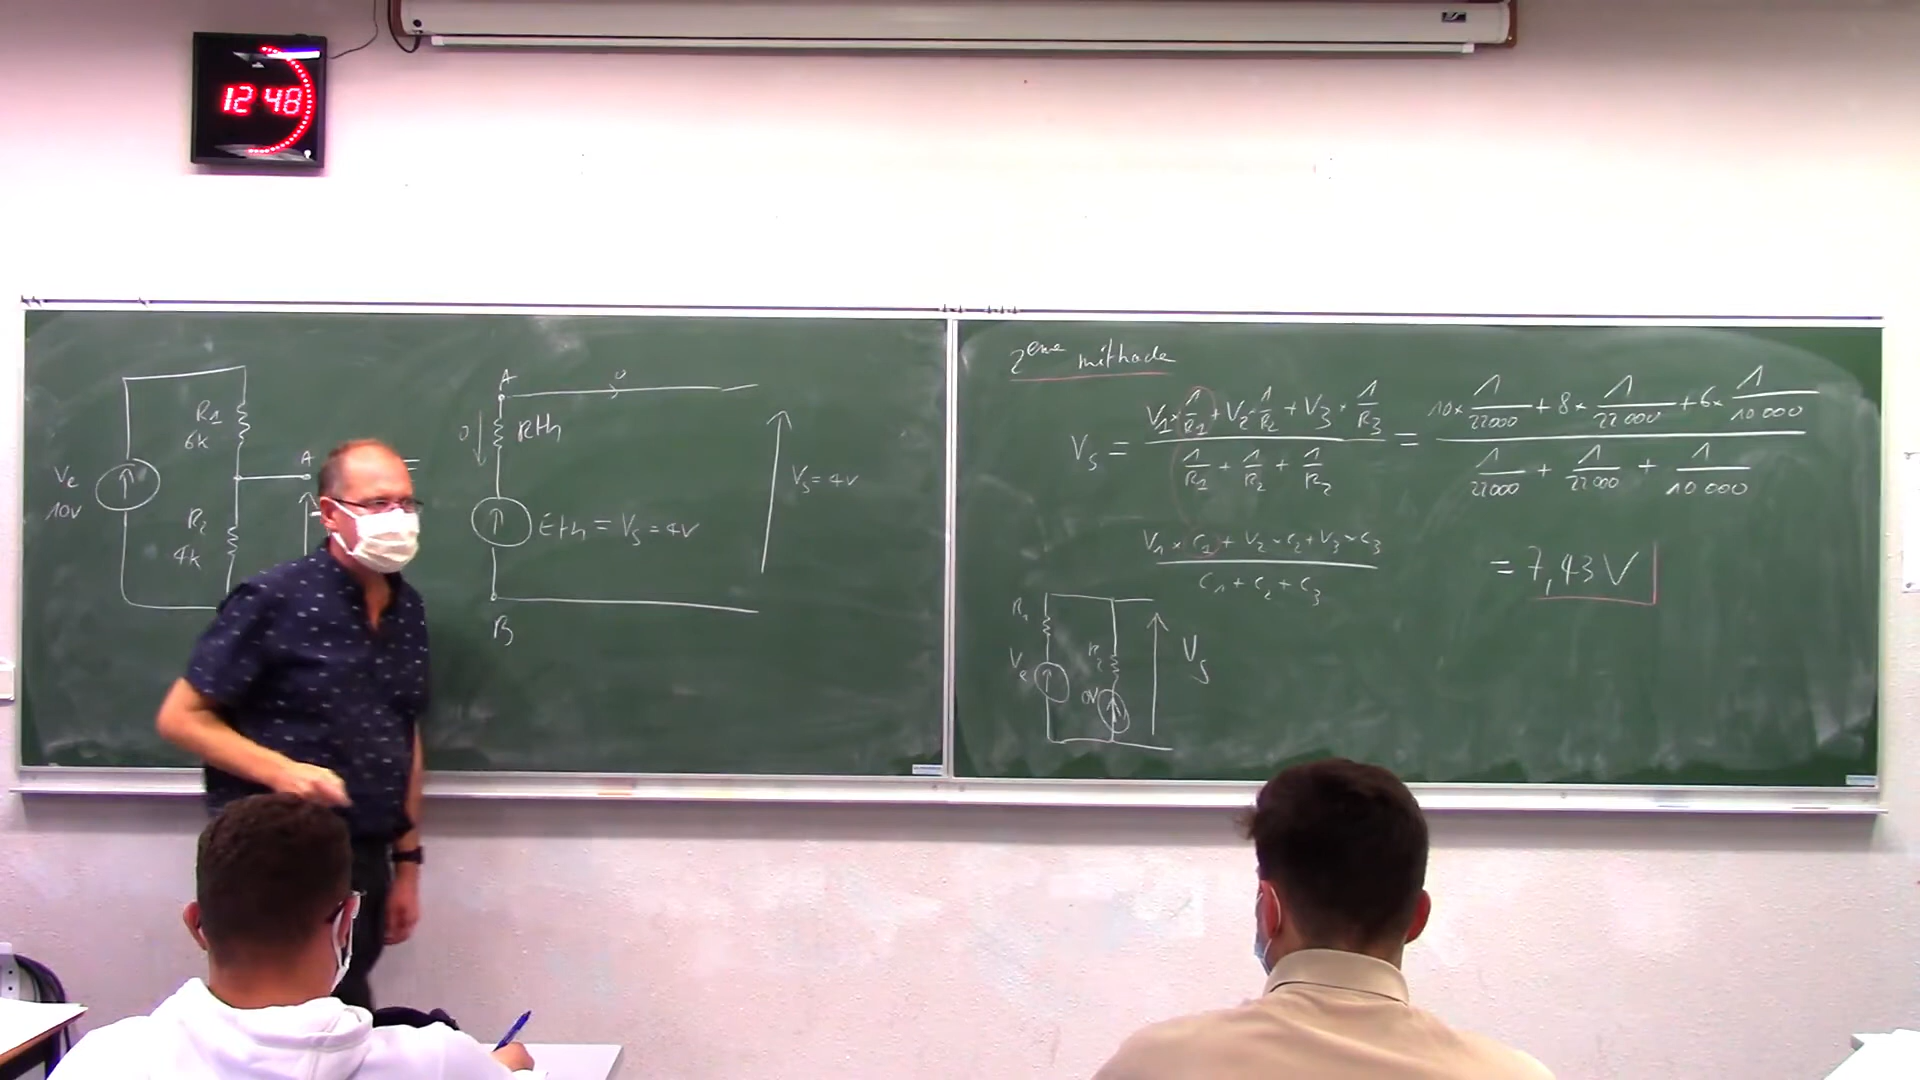 12 48
Ve
10V
R1
6k
R2
4k
A
=
A
0
0
Rth
Eth = Vs = 4V
B
Vs = 4V
2ème méthode
Vs = (V1 × 1/R1 + V2 × 1/R2 + V3 × 1/R3) / (1/R1 + 1/R2 + 1/R2) = (10 × 1/22000 + 8 × 1/22000 + 6 × 1/10 000) / (1/22000 + 1/22000 + 1/10 000)
(V1 × C1 + V2 × C2 + V3 × C3) / (C1 + C2 + C3)
= 7,43 V
R1
Ve
R2
0V
Vs